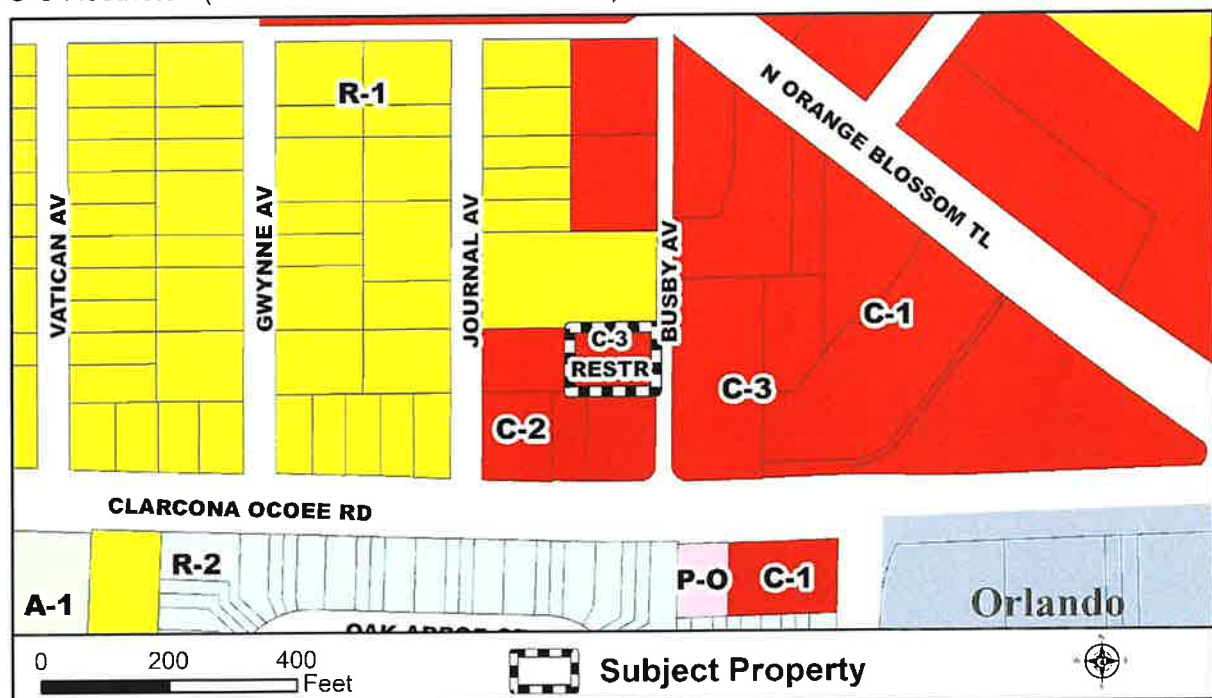 R-1
N ORANGE BLOSSOM TL
VATICAN AV
GWYNNE AV
JOURNAL AV
BUSBY AV
C-1
C-3
RESTR
C-3
C-2
CLARCONA OCOEE RD
R-2
P-O
C-1
A-1
Orlando
OAK
0 200 400
Feet
Subject Property